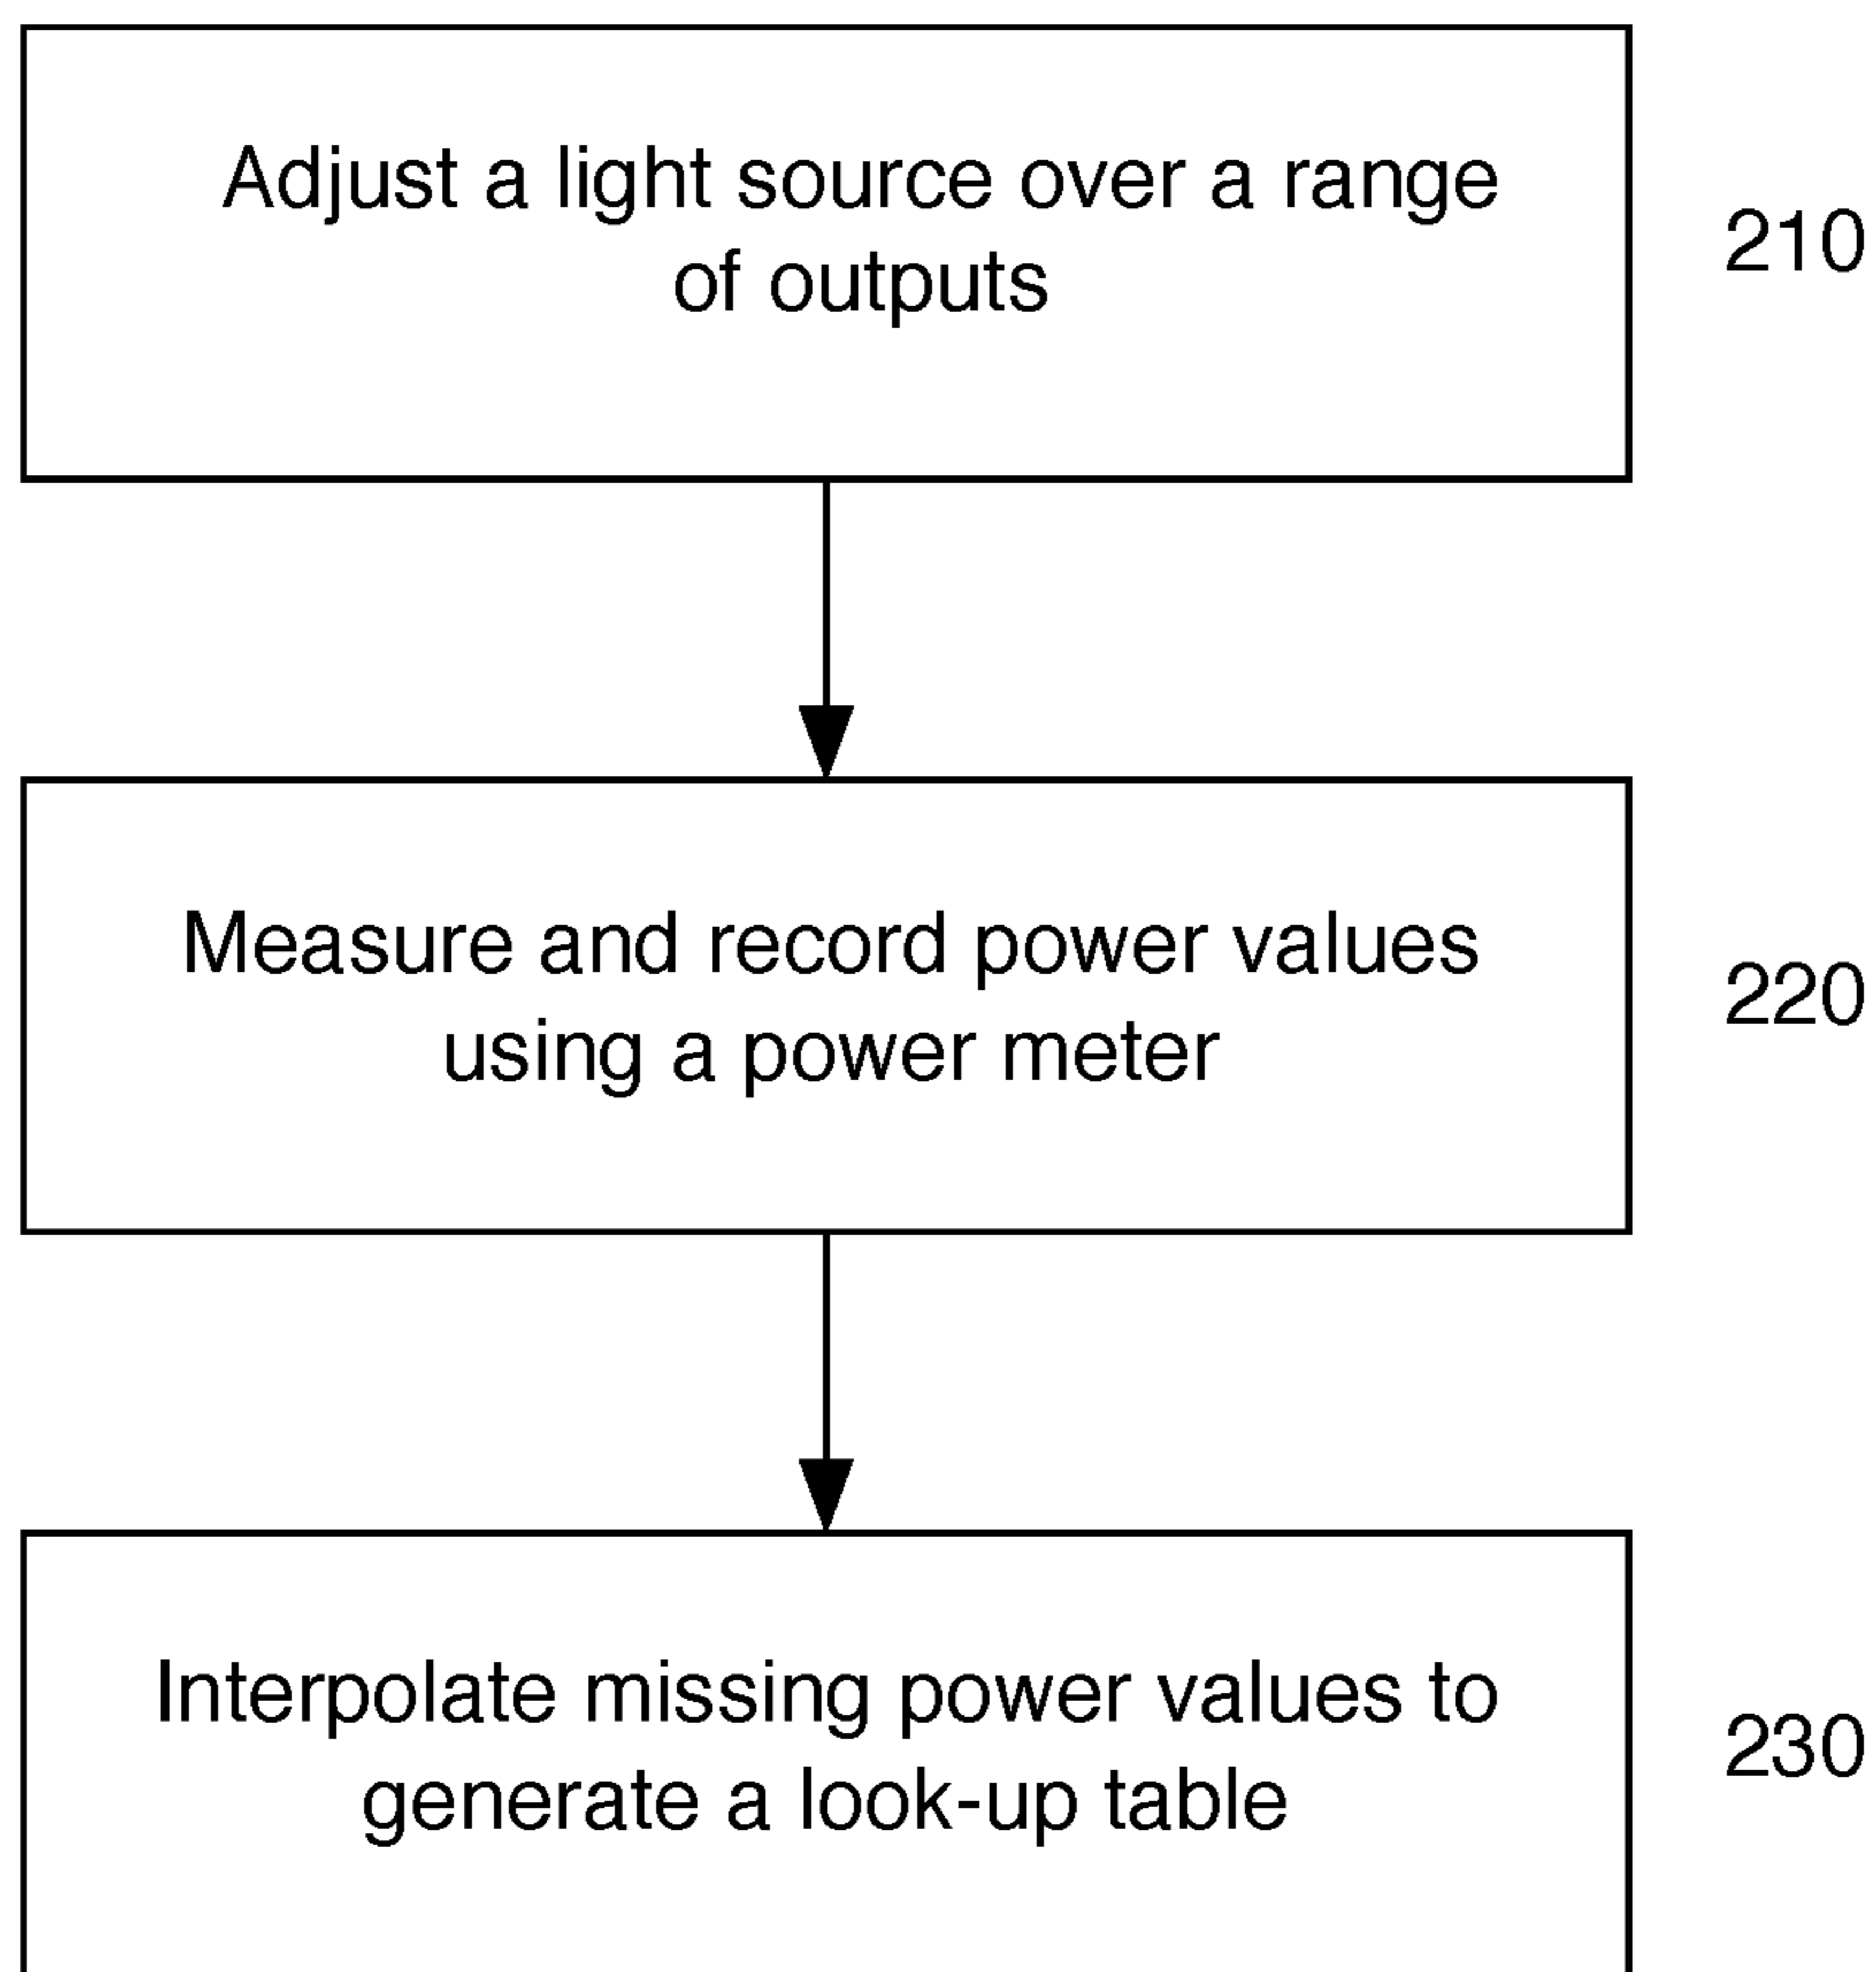 Adjust a light source over a range
of outputs
210
Measure and record power values
using a power meter
220
Interpolate missing power values to
generate a look-up table
230